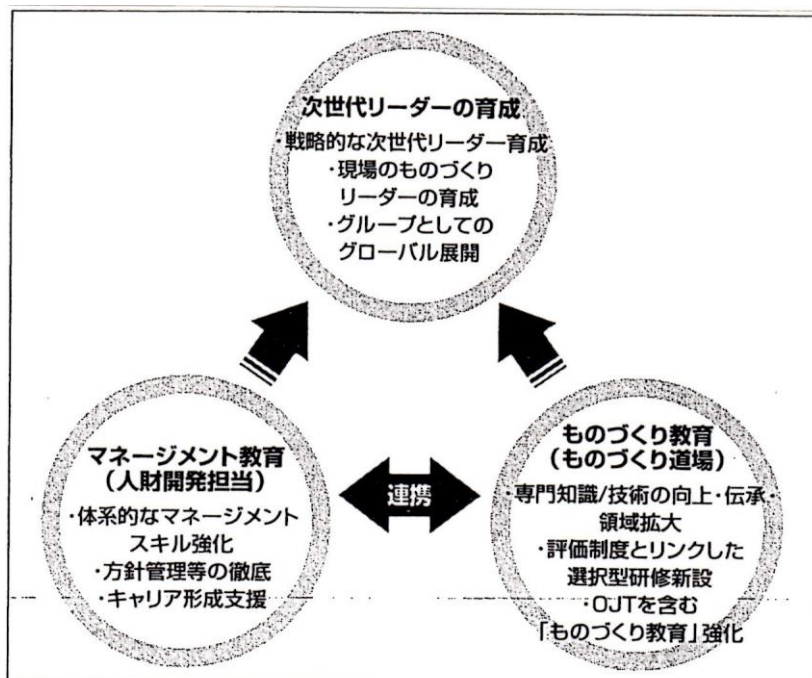 次世代リーダーの育成
・戦略的な次世代リーダー育成
・現場のものづくり
リーダーの育成
・グループとしての
グローバル展開
マネージメント教育
(人財開発担当)
・体系的なマネージメント
スキル強化
・方針管理等の徹底
・キャリア形成支援
連携
ものづくり教育
(ものづくり道場)
・専門知識/技術の向上・伝承・
領域拡大
・評価制度とリンクした
選択型研修新設
・OJTを含む
「ものづくり教育」強化